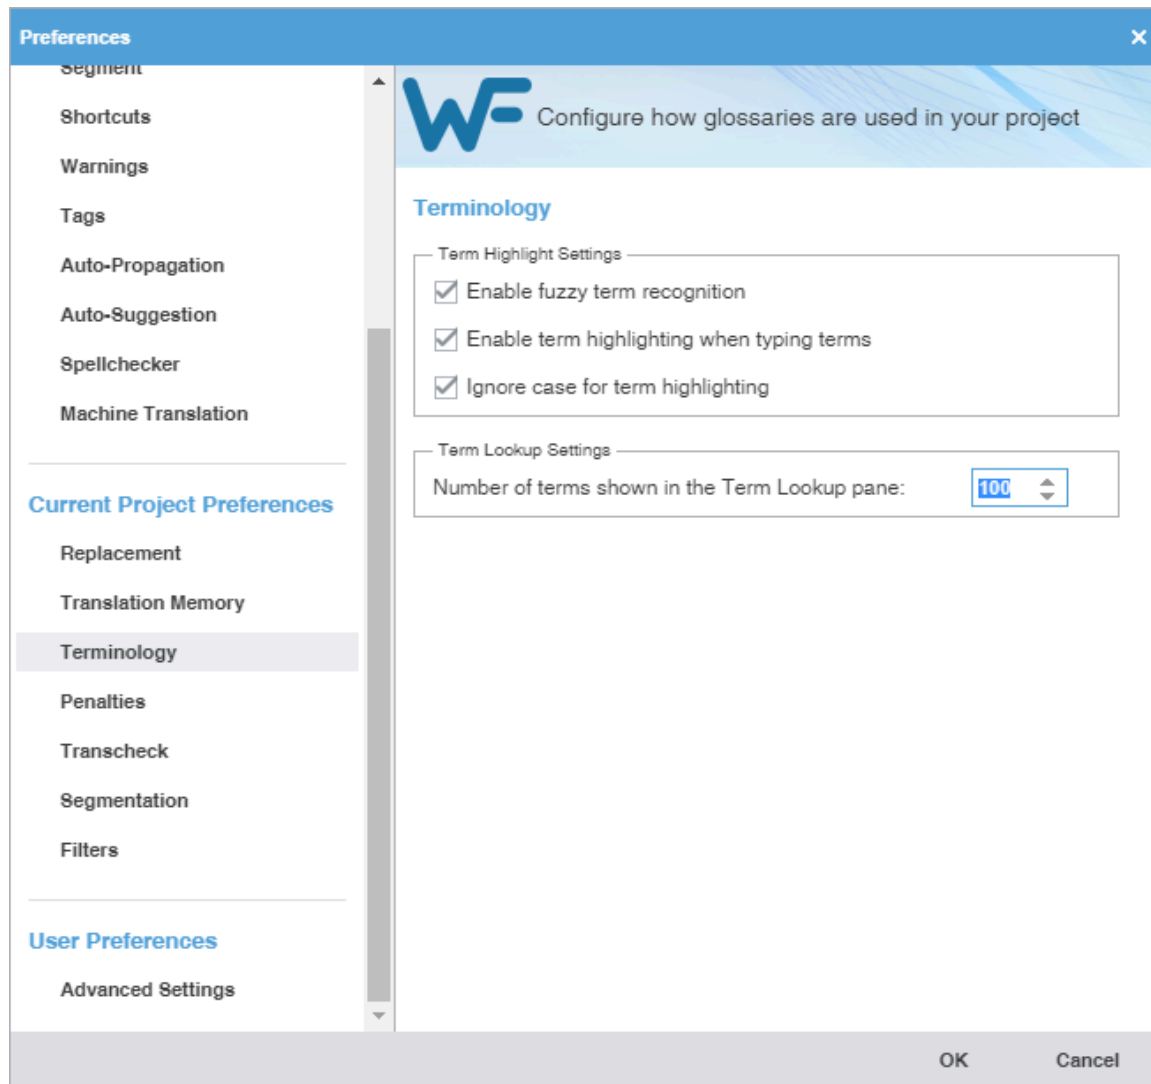 Preferences
Segment
Shortcuts
Warnings
Tags
Auto-Propagation
Auto-Suggestion
Spellchecker
Machine Translation
Current Project Preferences
Replacement
Translation Memory
Terminology
Penalties
Transcheck
Segmentation
Filters
User Preferences
Advanced Settings
WF
Configure how glossaries are used in your project
Terminology
Term Highlight Settings
Enable fuzzy term recognition
Enable term highlighting when typing terms
Ignore case for term highlighting
Term Lookup Settings
Number of terms shown in the Term Lookup pane: 100
OK Cancel